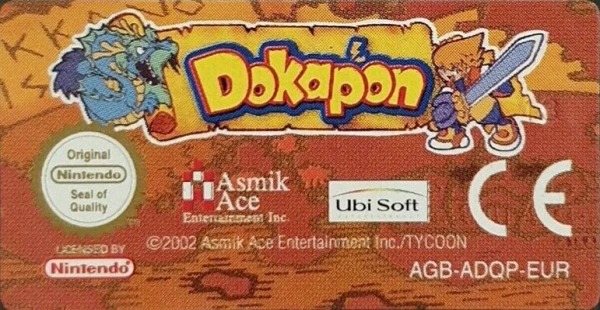 Dokapon
Original
Nintendo
Seal of
Quality
Asmik
Ace
Entertainment Inc.
Ubi Soft
CE
©2002 Asmik Ace Entertainment Inc./TYCOON
LICENSED BY
Nintendo
AGB-ADQP-EUR